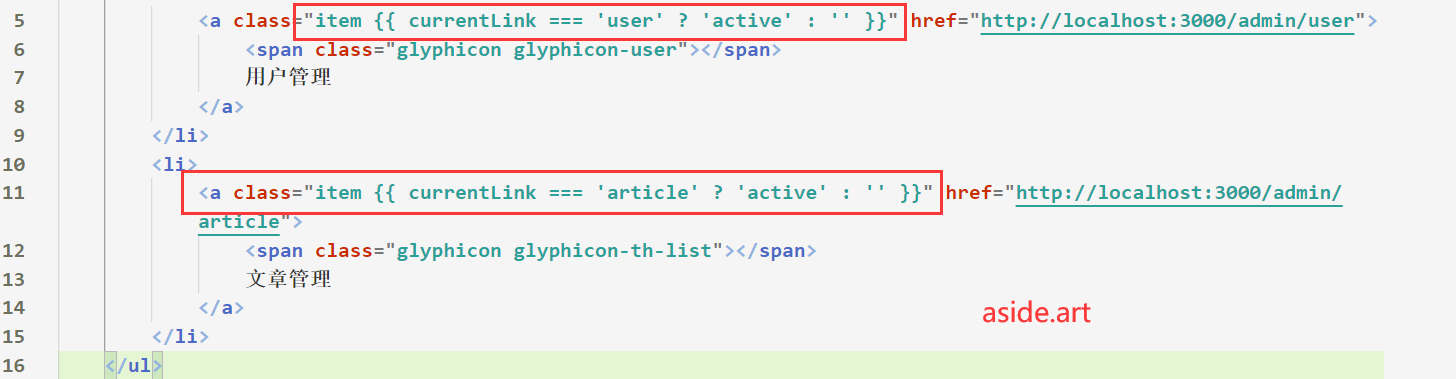 5 <a class="item {{ currentLink === 'user' ? 'active' : '' }}" href="http://localhost:3000/admin/user">
6 <span class="glyphicon glyphicon-user"></span>
7 用户管理
8 </a>
9 </li>
10 <li>
11 <a class="item {{ currentLink === 'article' ? 'active' : '' }}" href="http://localhost:3000/admin/
article">
12 <span class="glyphicon glyphicon-th-list"></span>
13 文章管理
14 </a>
aside.art
15 </li>
16 </ul>